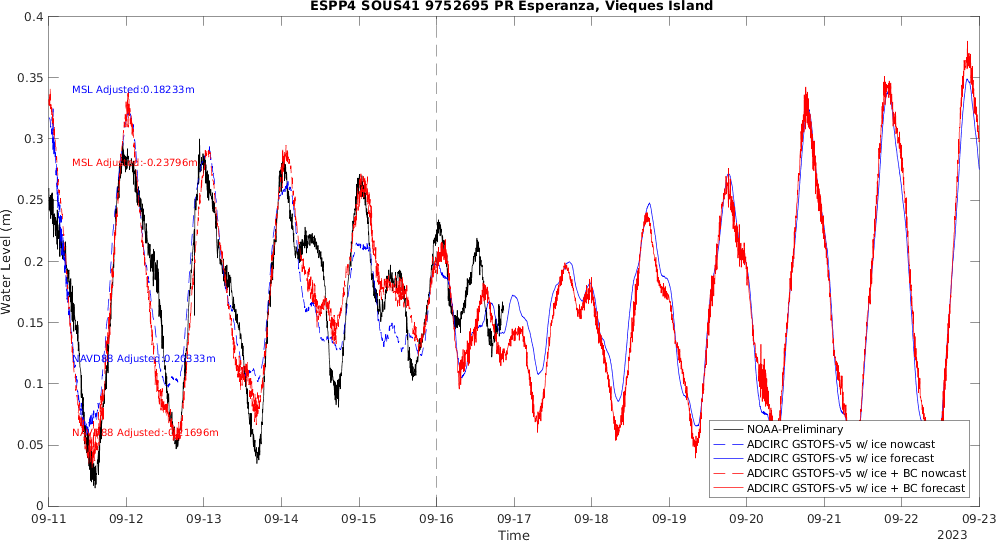 ESPP4 SOUS41 9752695 PR Esperanza, Vieques Island
0.4
0.35
0.3
0.25
0.2
0.15
0.1
0.05
0
Water Level (m)
MSL Adjusted:0.18233m
MSL Adjusted:-0.23796m
NAVD88 Adjusted:0.20333m
NAVD88 Adjusted:-0.21696m
NOAA-Preliminary
ADCIRC GSTOFS-v5 w/ ice nowcast
ADCIRC GSTOFS-v5 w/ ice forecast
ADCIRC GSTOFS-v5 w/ ice + BC nowcast
ADCIRC GSTOFS-v5 w/ ice + BC forecast
09-11 09-12 09-13 09-14 09-15 09-16 09-17 09-18 09-19 09-20 09-21 09-22 09-23
Time
2023